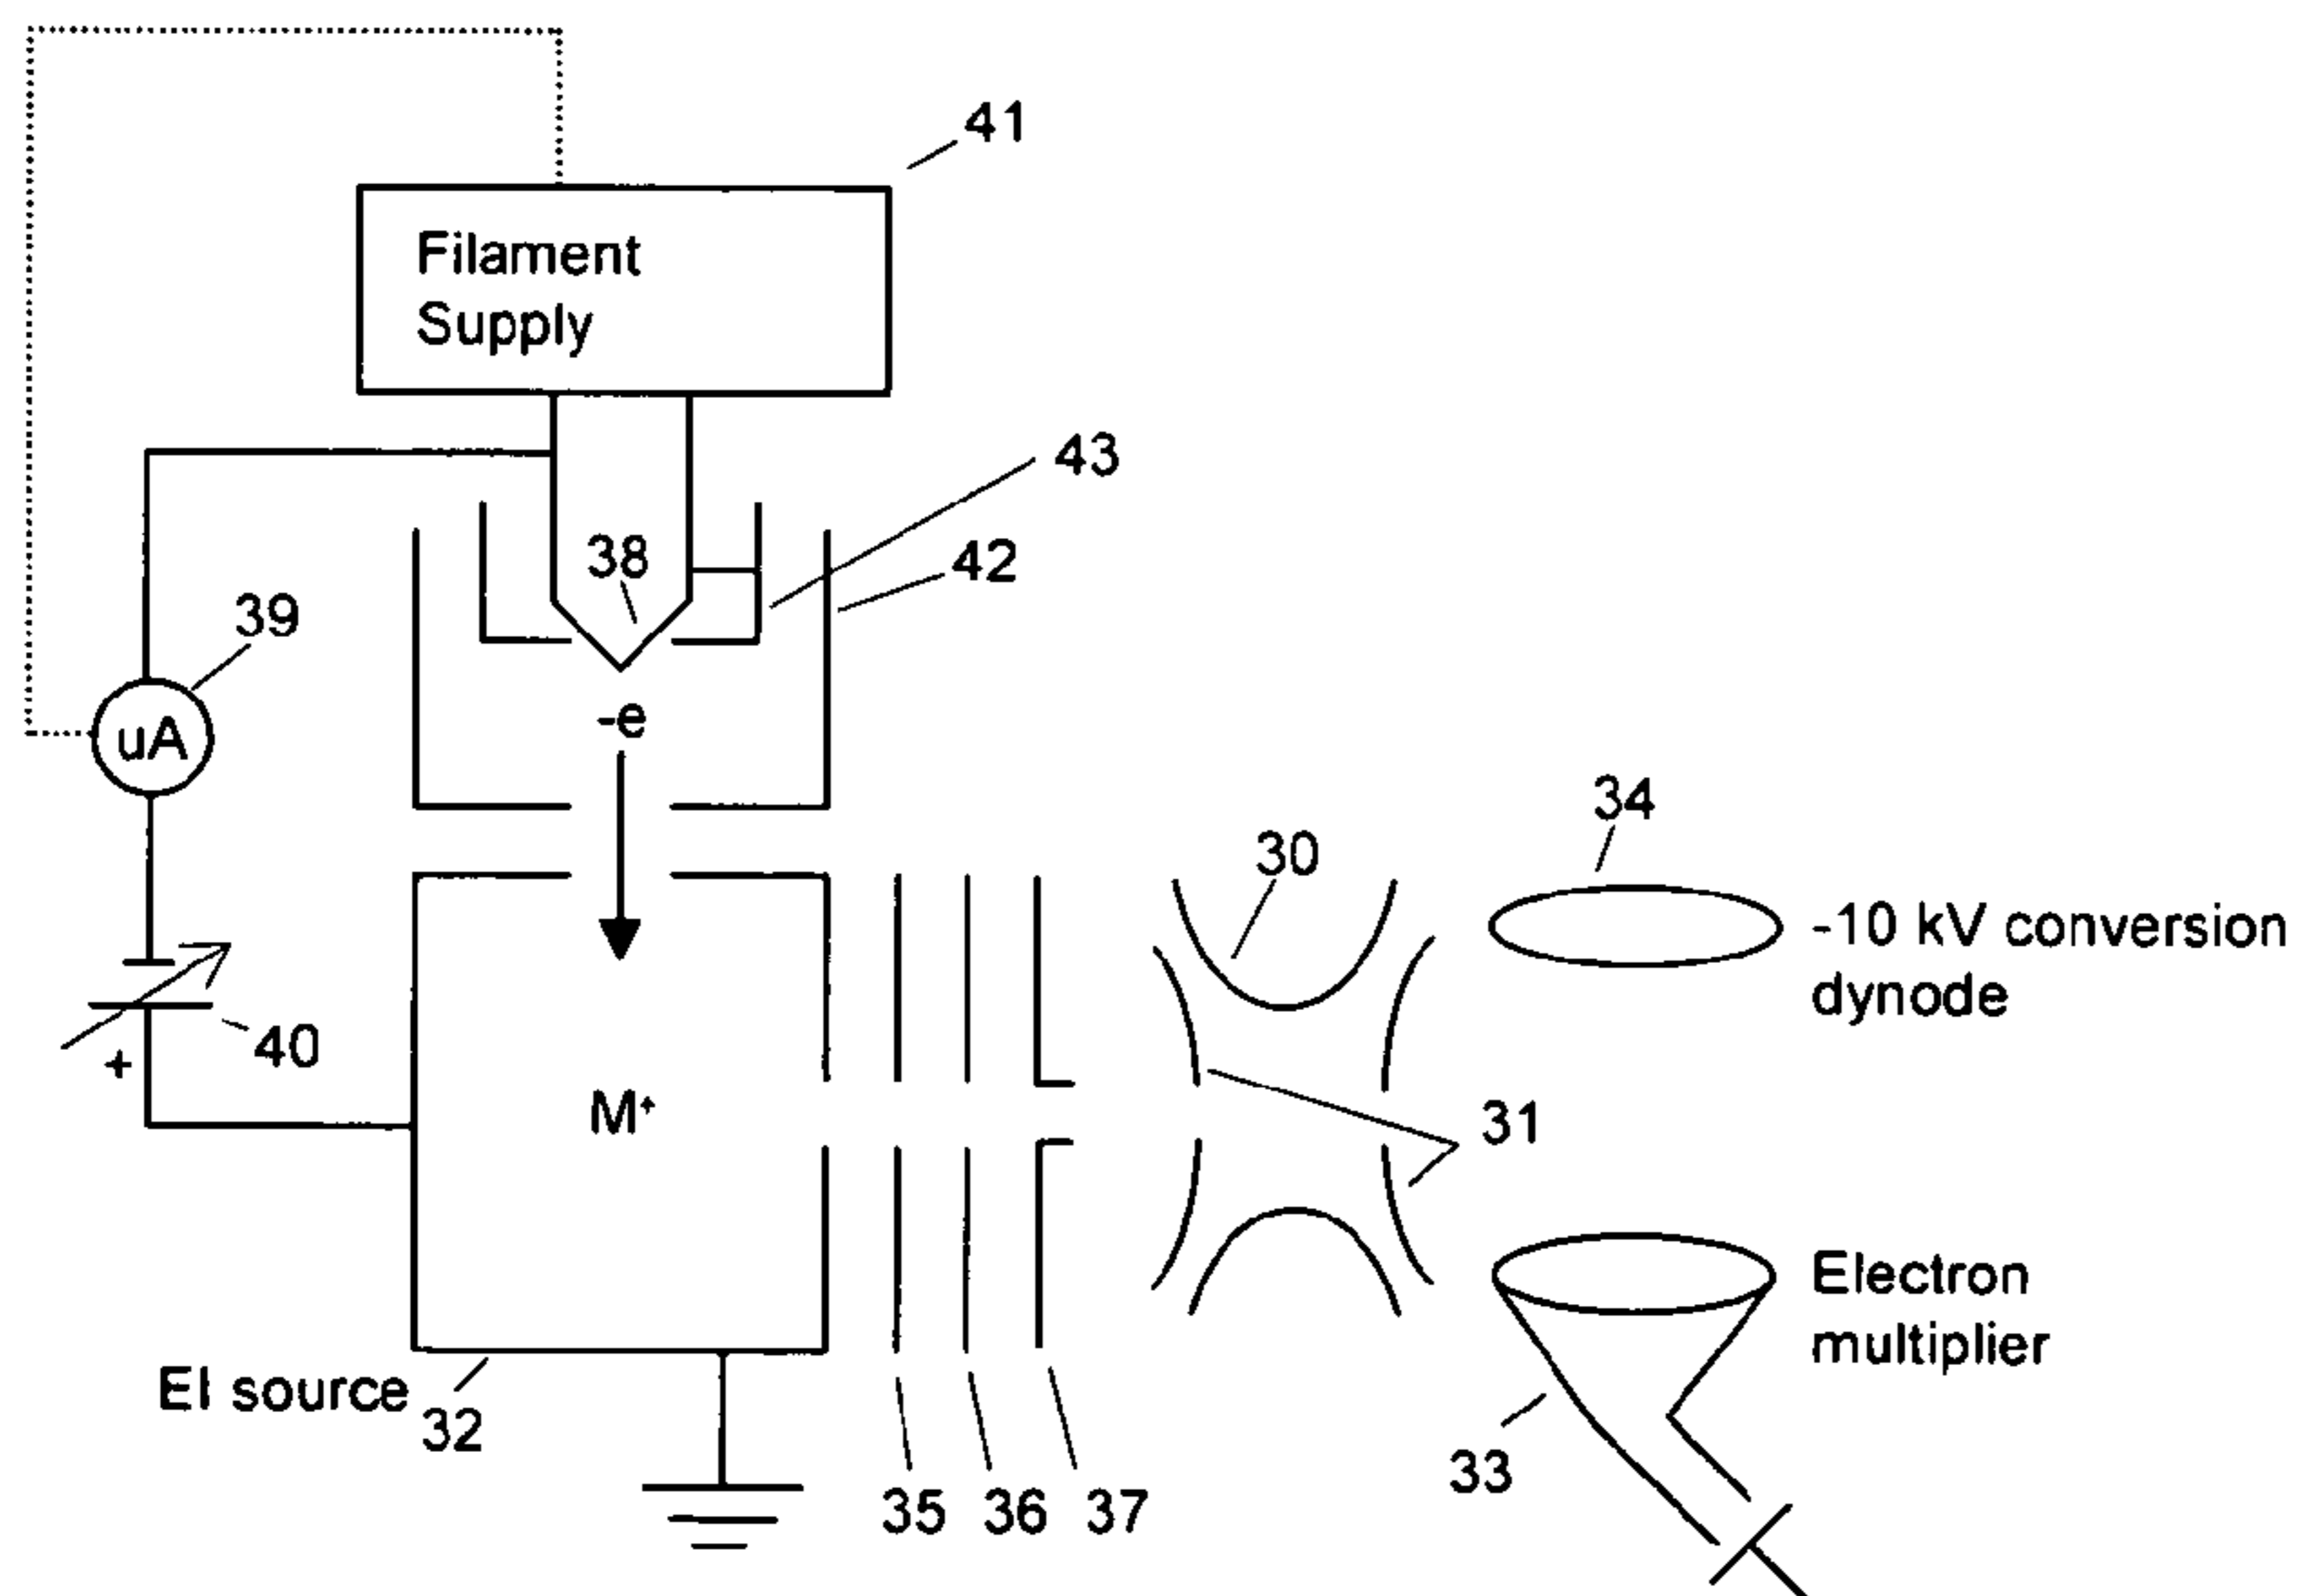 41
Filament
Supply
43
38
42
39
-e
uA
34
30
-10 kV conversion
dynode
40
+
M+
31
Electron
multiplier
EI source
32
33
35 36 37